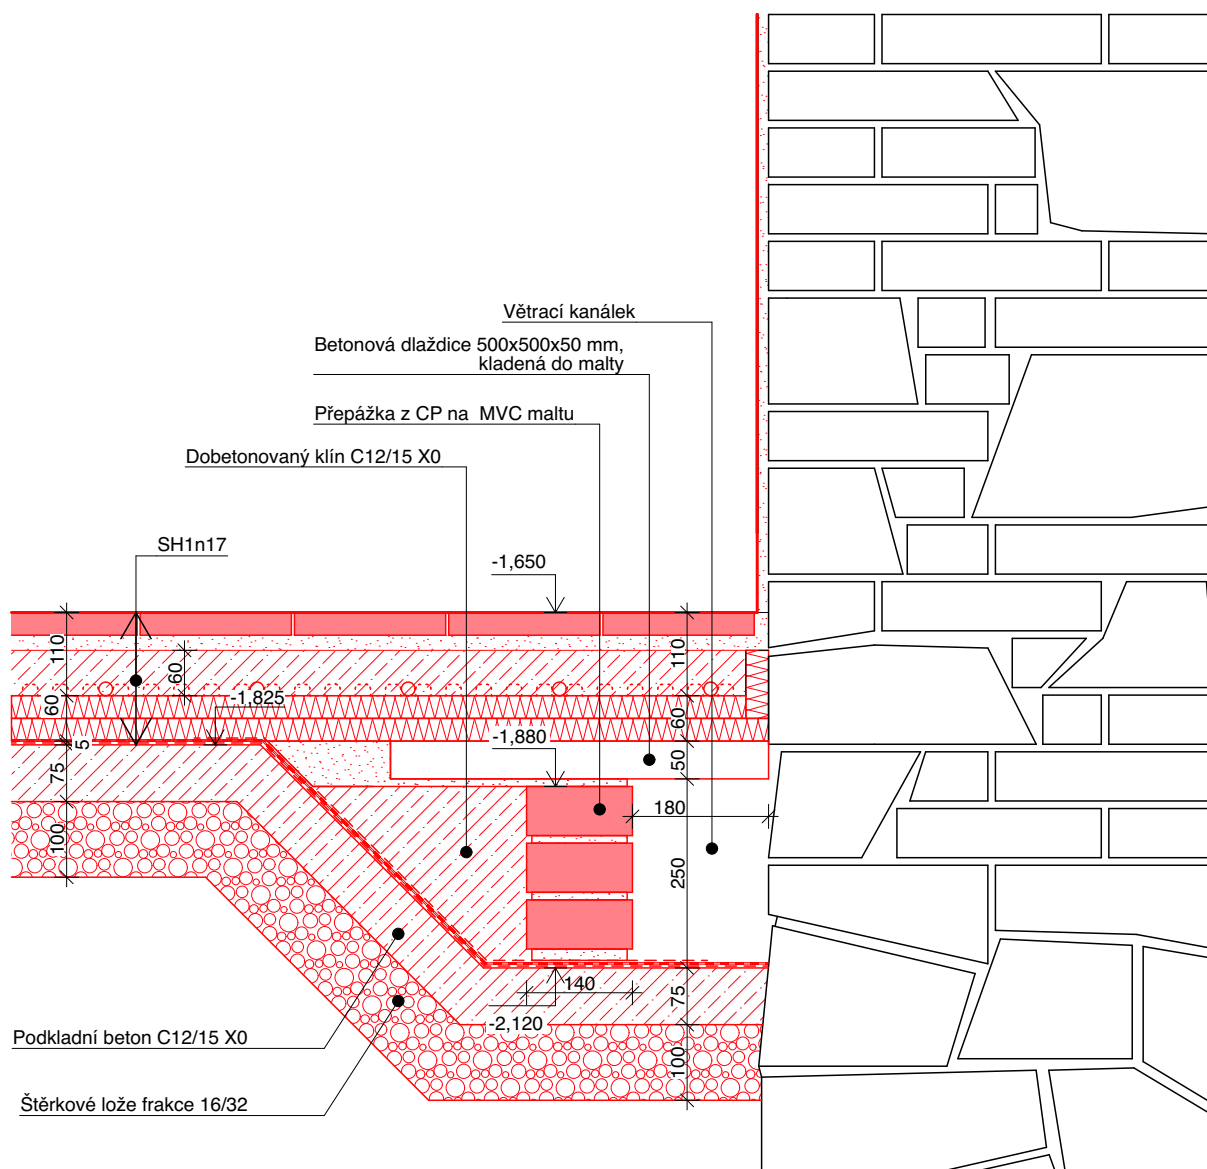 Větrací kanálek
Betonová dlaždice 500x500x50 mm,
kladená do malty
Přepážka z CP na MVC maltu
Dobetonovaný klín C12/15 X0
SH1n17
-1,650
110
60
110
60
-1,825
60
5
-1,880
50
75
180
100
250
140
75
-2,120
Podkladní beton C12/15 X0
100
Štěrkové lože frakce 16/32